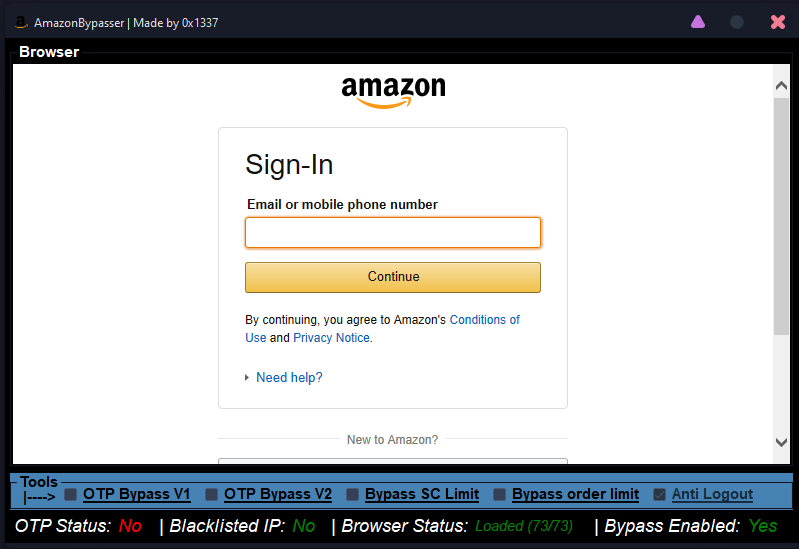 AmazonBypasser | Made by 0x1337
Browser
amazon
Sign-In
Email or mobile phone number
Continue
By continuing, you agree to Amazon's Conditions of
Use and Privacy Notice.
Need help?
New to Amazon?
Tools
|----> OTP Bypass V1 OTP Bypass V2 Bypass SC Limit Bypass order limit Anti Logout
OTP Status: No | Blacklisted IP: No | Browser Status: Loaded (73/73) | Bypass Enabled: Yes